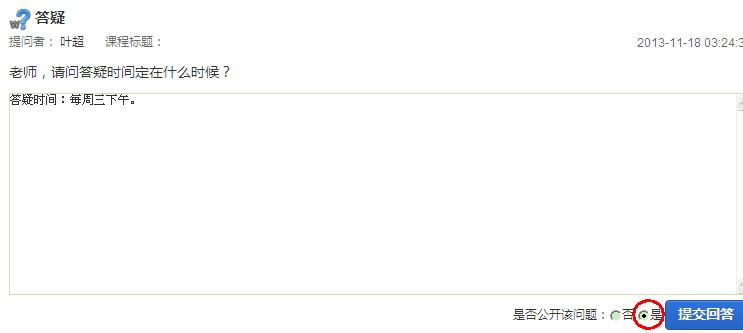 答疑
提问者： 叶超 课程标题： 2013-11-18 03:24:3
老师，请问答疑时间定在什么时候？
答疑时间：每周三下午。
是否公开该问题： 否 是 提交回答